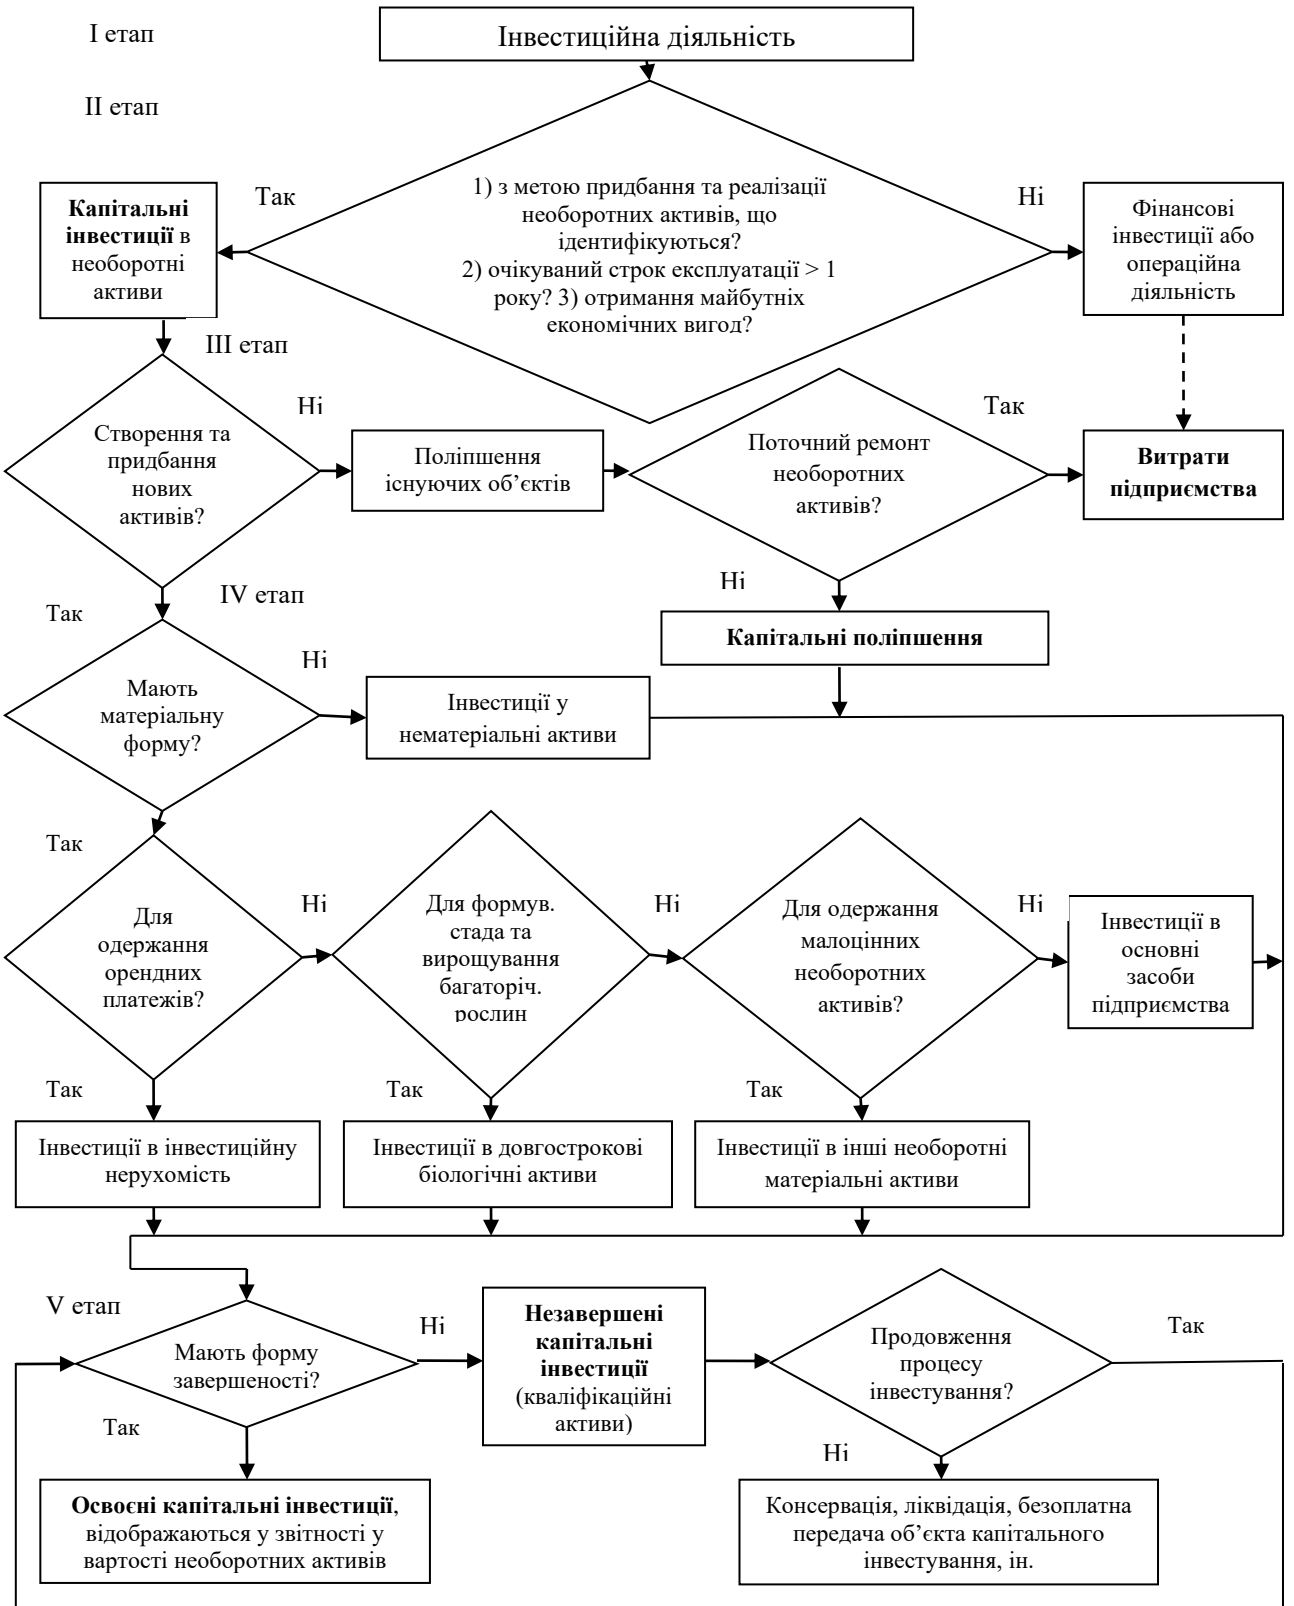 І етап
Інвестиційна діяльність
ІІ етап
Так
1) з метою придбання та реалізації
необоротних активів, що
ідентифікуються?
2) очікуваний строк експлуатації > 1
року? 3) отримання майбутніх
економічних вигод?
Ні
Капітальні
інвестиції в
необоротні
активи
Фінансові
інвестиції або
операційна
діяльність
ІІІ етап
Створення та
придбання
нових
активів?
Ні
Поліпшення
існуючих об’єктів
Поточний ремонт
необоротних
активів?
Так
Витрати
підприємства
Так
IV етап
Ні
Капітальні поліпшення
Мають
матеріальну
форму?
Ні
Інвестиції у
нематеріальні активи
Так
Для
одержання
орендних
платежів?
Ні
Для формув.
стада та
вирощування
багаторіч.
рослин
Ні
Для одержання
малоцінних
необоротних
активів?
Ні
Інвестиції в
основні
засоби
підприємства
Так
Так
Так
Інвестиції в інвестиційну
нерухомість
Інвестиції в довгострокові
біологічні активи
Інвестиції в інші необоротні
матеріальні активи
V етап
Мають форму
завершеності?
Ні
Незавершені
капітальні
інвестиції
(кваліфікаційні
активи)
Продовження
процесу
інвестування?
Так
Так
Ні
Освоєні капітальні інвестиції,
відображаються у звітності у
вартості необоротних активів
Консервація, ліквідація, безоплатна
передача об’єкта капітального
інвестування, ін.